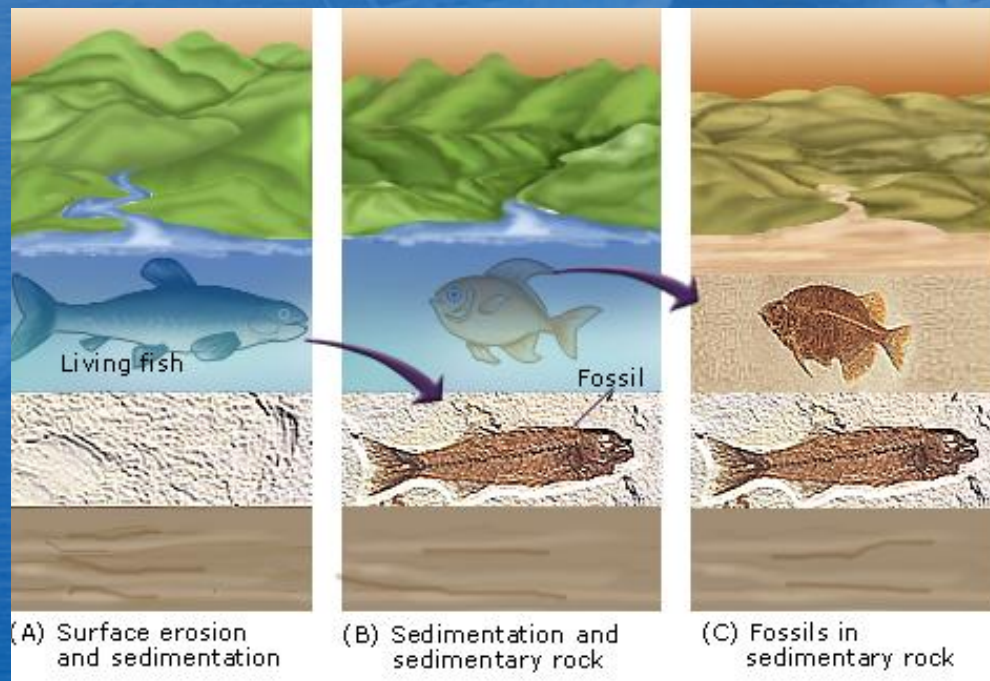 Living fish
Fossil
(A) Surface erosion
and sedimentation
(B) Sedimentation and
sedimentary rock
(C) Fossils in
sedimentary rock